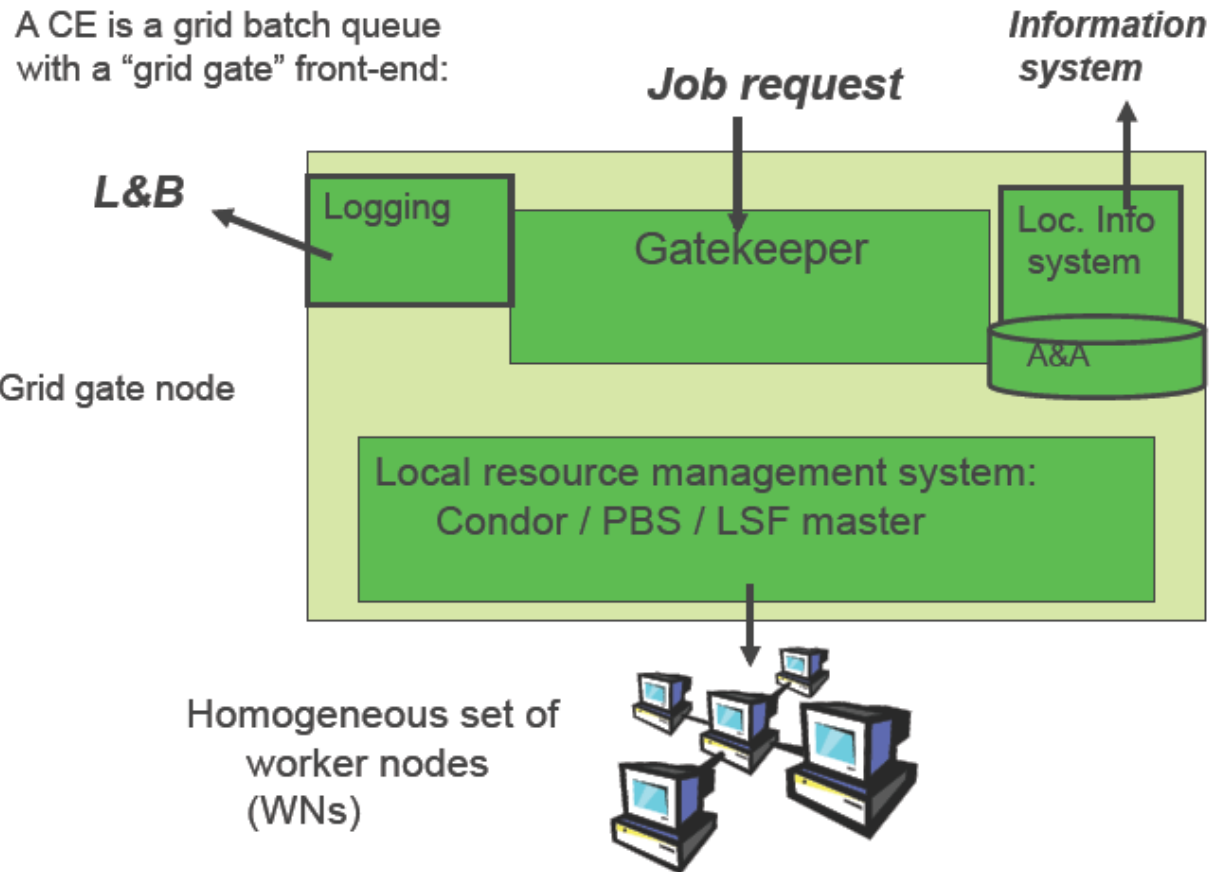 A CE is a grid batch queue
with a “grid gate” front-end:
Information
system
Job request
L&B
Logging
Gatekeeper
Loc. Info
system
A&A
Grid gate node
Local resource management system:
Condor / PBS / LSF master
Homogeneous set of
worker nodes
(WNs)